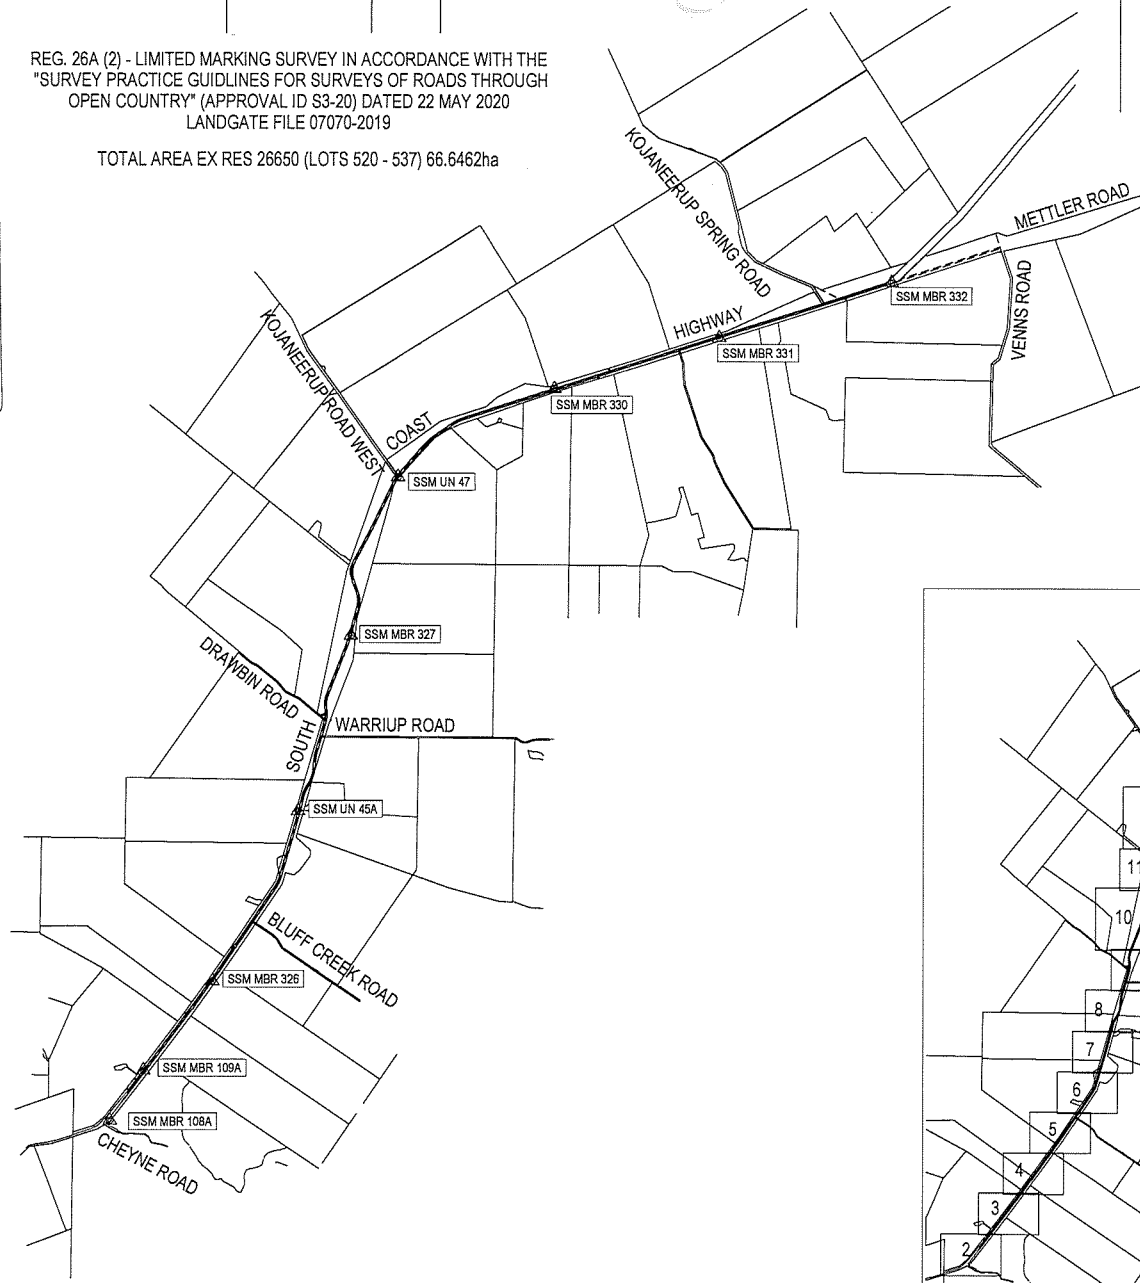 REG. 26A (2) - LIMITED MARKING SURVEY IN ACCORDANCE WITH THE
"SURVEY PRACTICE GUIDLINES FOR SURVEYS OF ROADS THROUGH
OPEN COUNTRY" (APPROVAL ID S3-20) DATED 22 MAY 2020
LANDGATE FILE 07070-2019
TOTAL AREA EX RES 26650 (LOTS 520 - 537) 66.6462ha
KOJANEERUP SPRING ROAD
METTLER ROAD
VENNS ROAD
SSM MBR 332
HIGHWAY
SSM MBR 331
KOJANEERUP ROAD WEST
SSM MBR 330
COAST
SSM UN 47
SSM MBR 327
DRAWBIN ROAD
SOUTH
WARRIUP ROAD
SSM UN 45A
BLUFF CREEK ROAD
SSM MBR 326
SSM MBR 109A
SSM MBR 108A
CHEYNE ROAD
11
10
8
7
6
5
4
3
2